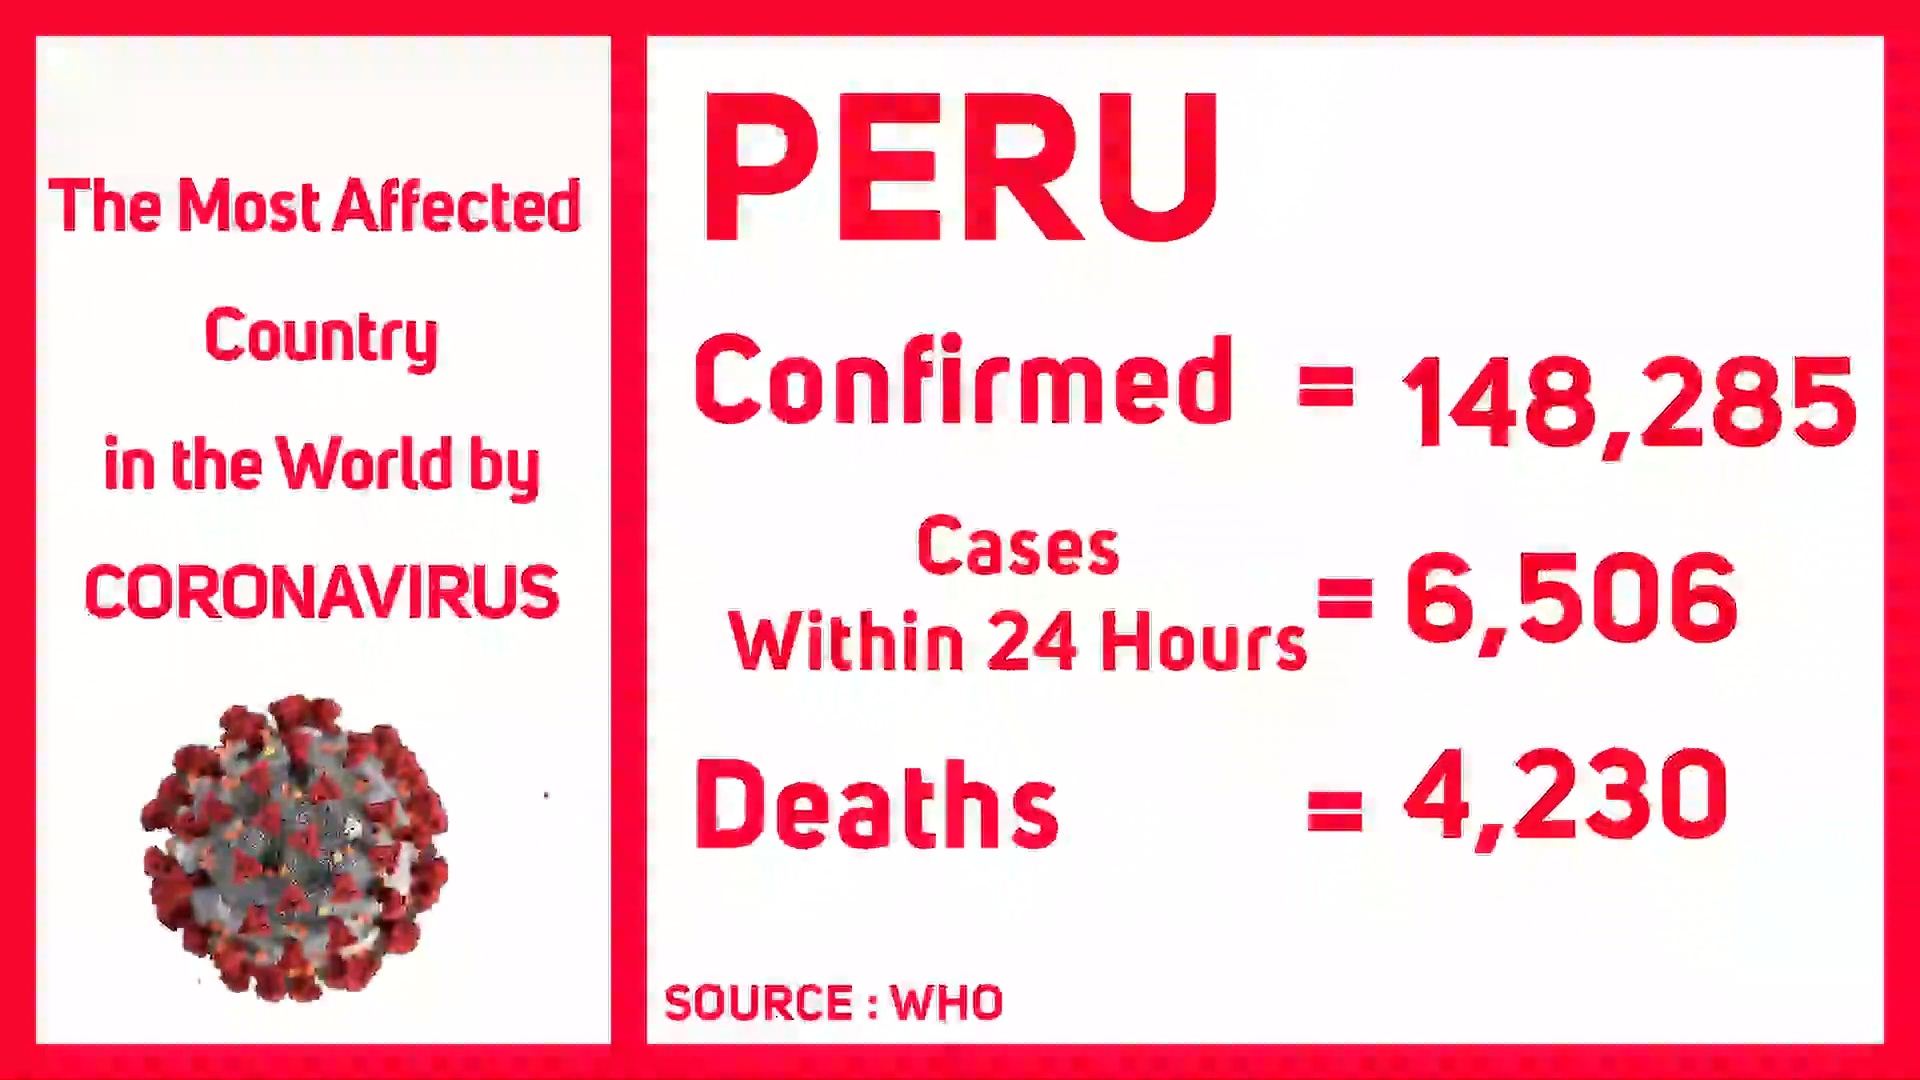 The Most Affected
Country
in the World by
CORONAVIRUS
PERU
Confirmed = 148,285
Cases
Within 24 Hours = 6,506
Deaths = 4,230
SOURCE : WHO